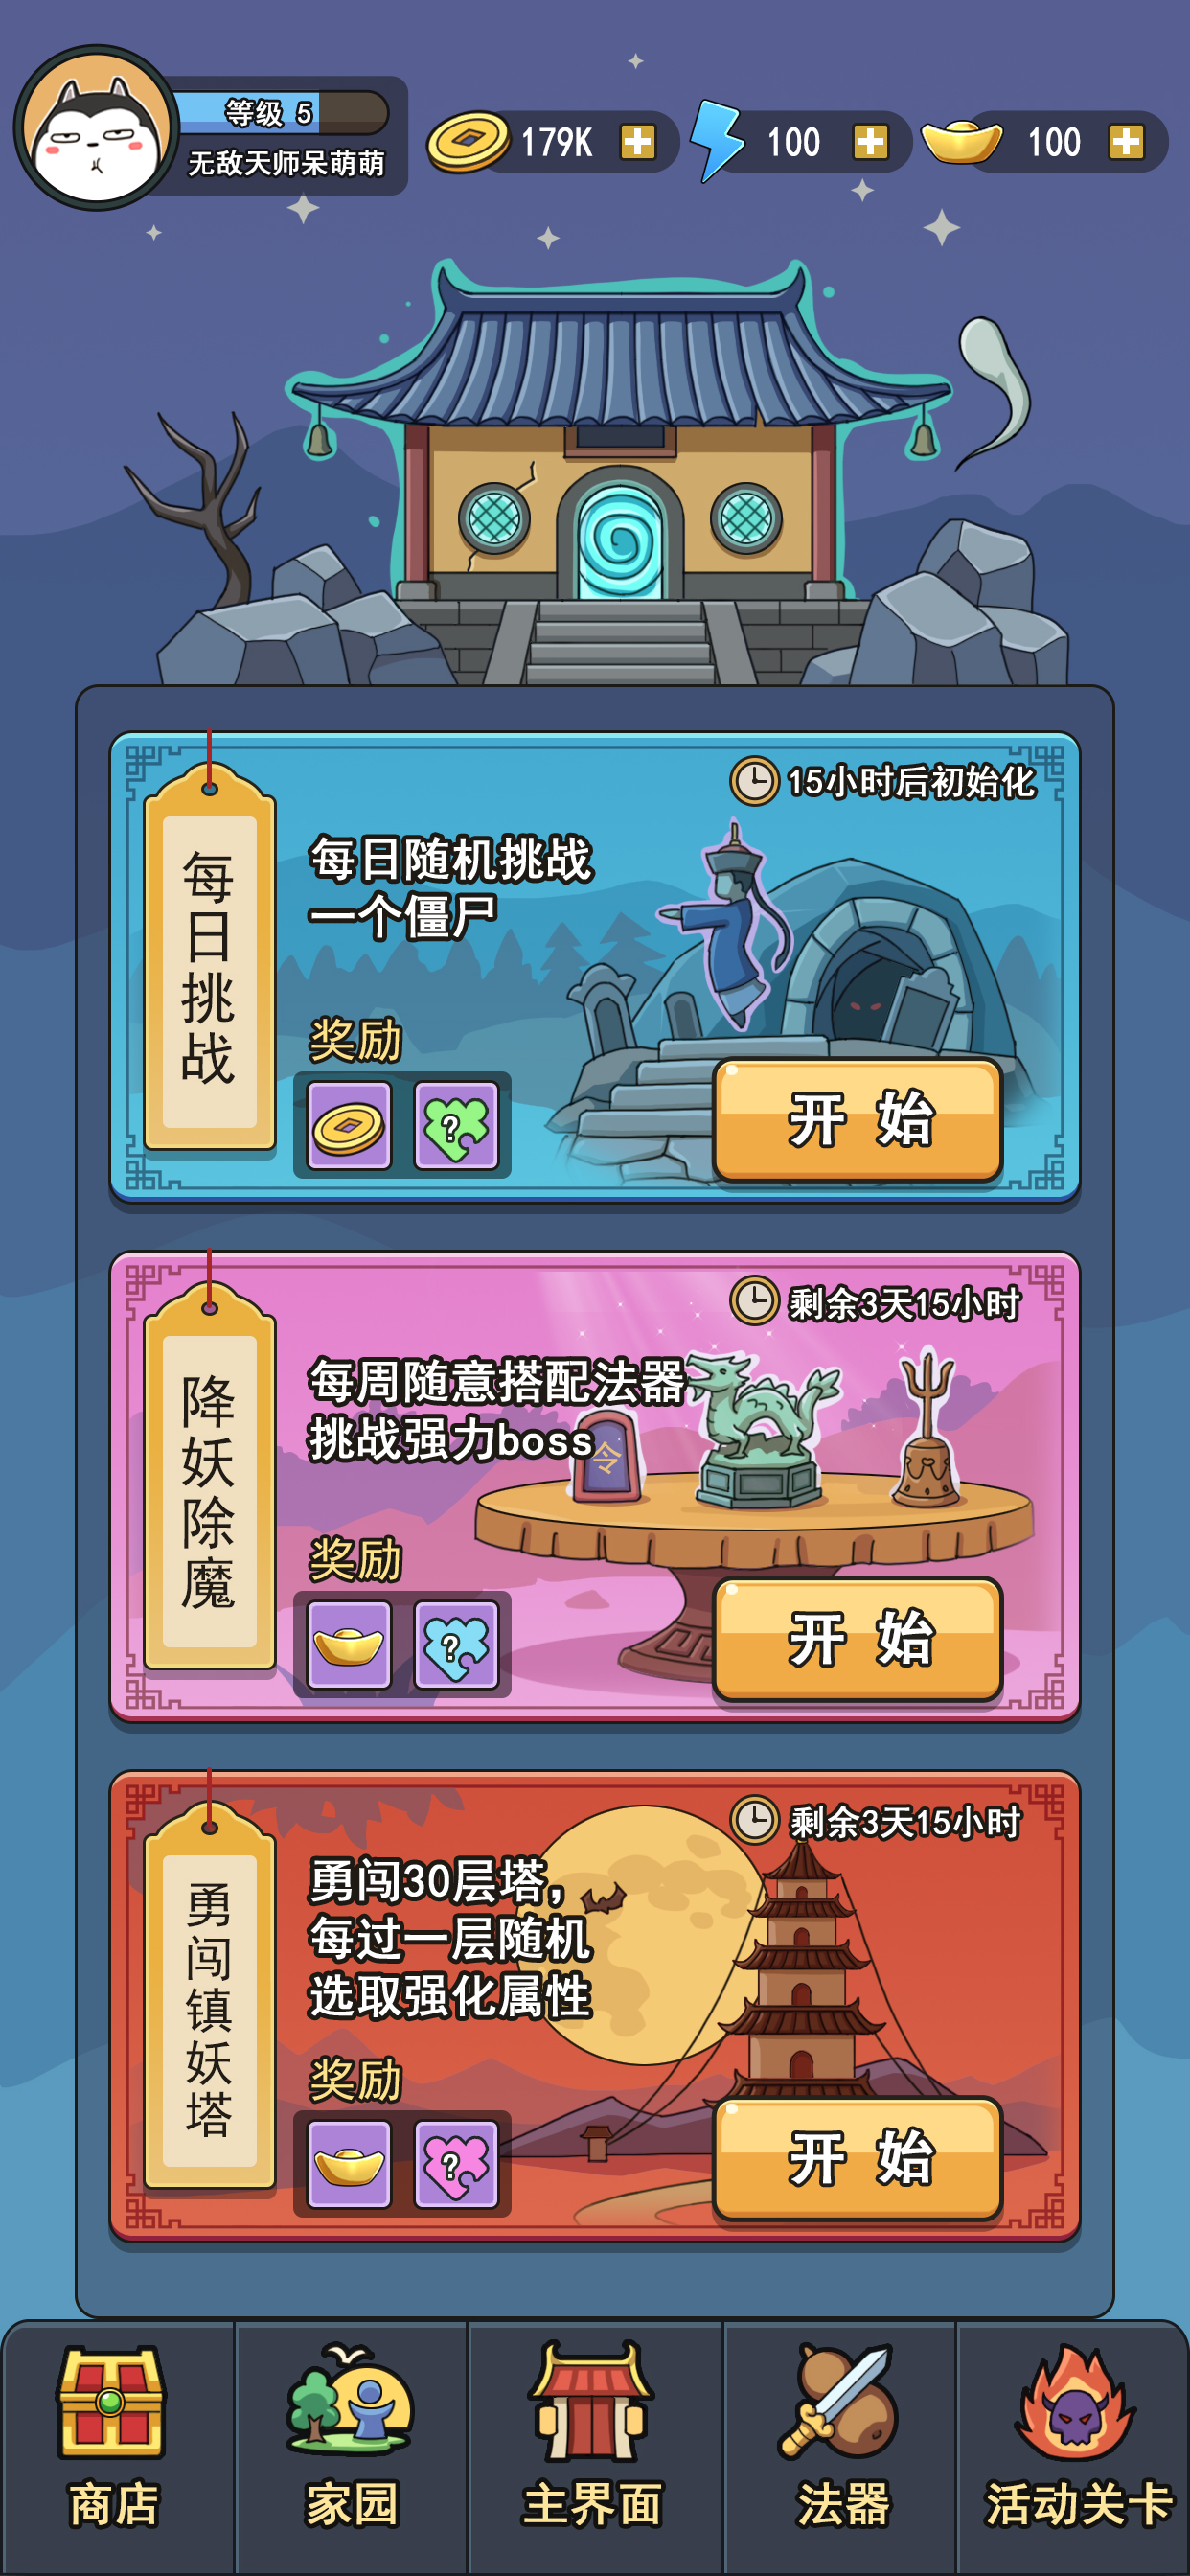 等级 5
无敌天师呆萌萌
179K
100
100
每日挑战
15小时后初始化
每日随机挑战
一个僵尸
奖励
?
开 始
降妖除魔
剩余3天15小时
每周随意搭配法器
挑战强力boss
令
奖励
?
开 始
勇闯镇妖塔
剩余3天15小时
勇闯30层塔，
每过一层随机
选取强化属性
奖励
?
开 始
商店
家园
主界面
法器
活动关卡